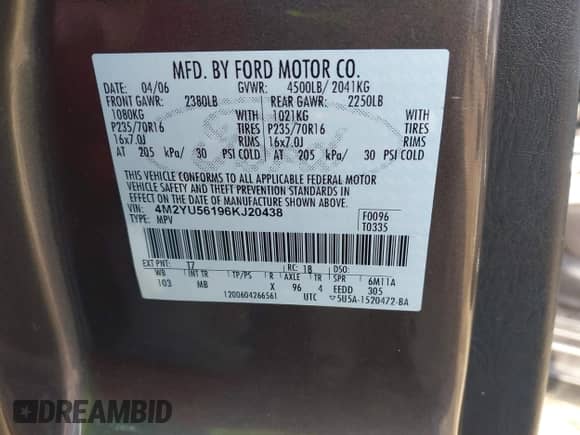 MFD. BY FORD MOTOR CO.
DATE: 04/06 GVWR: 4500LB/ 2041KG
FRONT GAWR: 2380LB REAR GAWR: 2250LB
1080KG WITH 1021KG WITH
P235/70R16 TIRES P235/70R16 TIRES
16x7.0J RIMS 16x7.0J RIMS
AT 205 kPa/ 30 PSI COLD AT 205 kPa/ 30 PSI COLD
THIS VEHICLE CONFORMS TO ALL APPLICABLE FEDERAL MOTOR
VEHICLE SAFETY AND THEFT PREVENTION STANDARDS IN
EFFECT ON THE DATE OF MANUFACTURE SHOWN ABOVE.
VIN: 4M2YU56196KJ20438 F0096
TYPE: MPV T0335
EXT PNT: T7 RC: 18 DSO:
WB INT TR TP/PS R AXLE TR SPR 6M11A
103 MB X 96 4 EEDD 305
1200604266561 UTC ▽5U5A-1520472-BA
Ford
DREAMBID